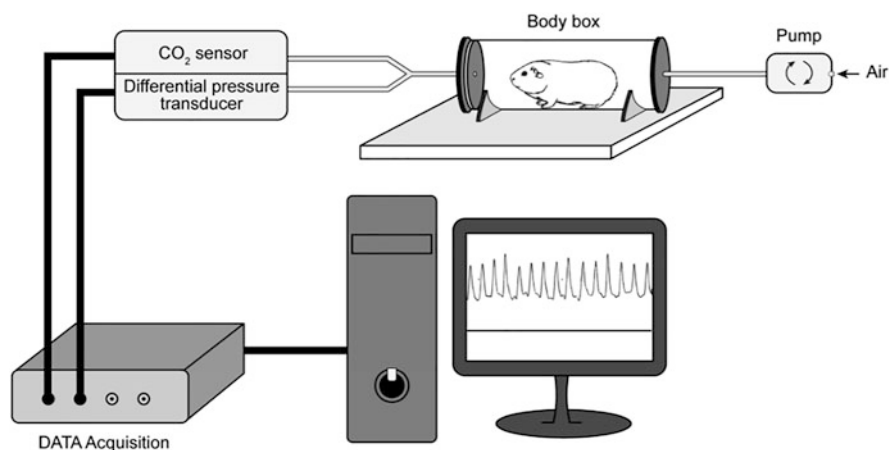 Body box
Pump
Air
CO₂ sensor
Differential pressure
transducer
DATA Acquisition